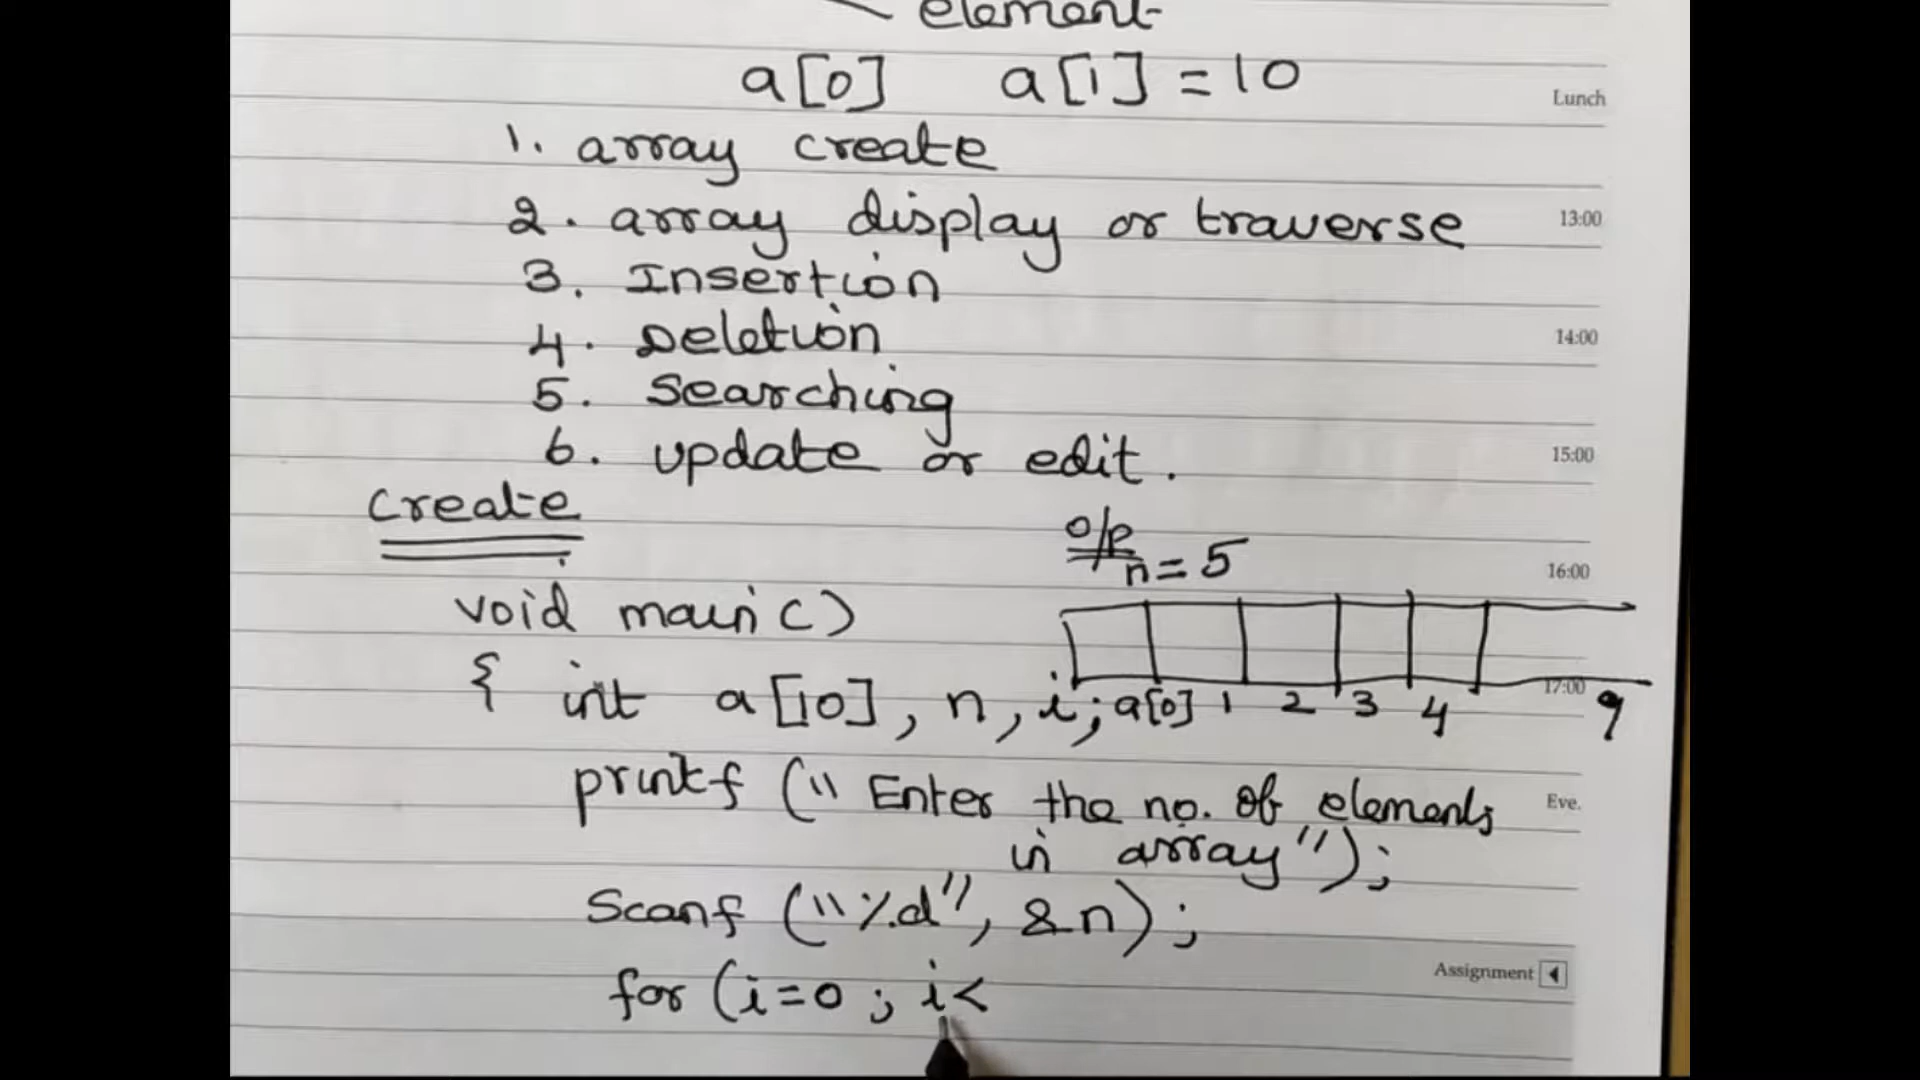 element
a[0] a[1] = 10
Lunch
1. array create
2. array display or traverse
13:00
3. Insertion
4. Deletion
14:00
5. Searching
6. update or edit.
15:00
create
o/p
n = 5
16:00
void main()
{ int a[10], n, i;
a[0] 1 2 3 4 9
17:00
printf (" Enter the no. of elements
Eve.
in array");
Scanf ("%d", &n);
Assignment
for (i=0 ; i<